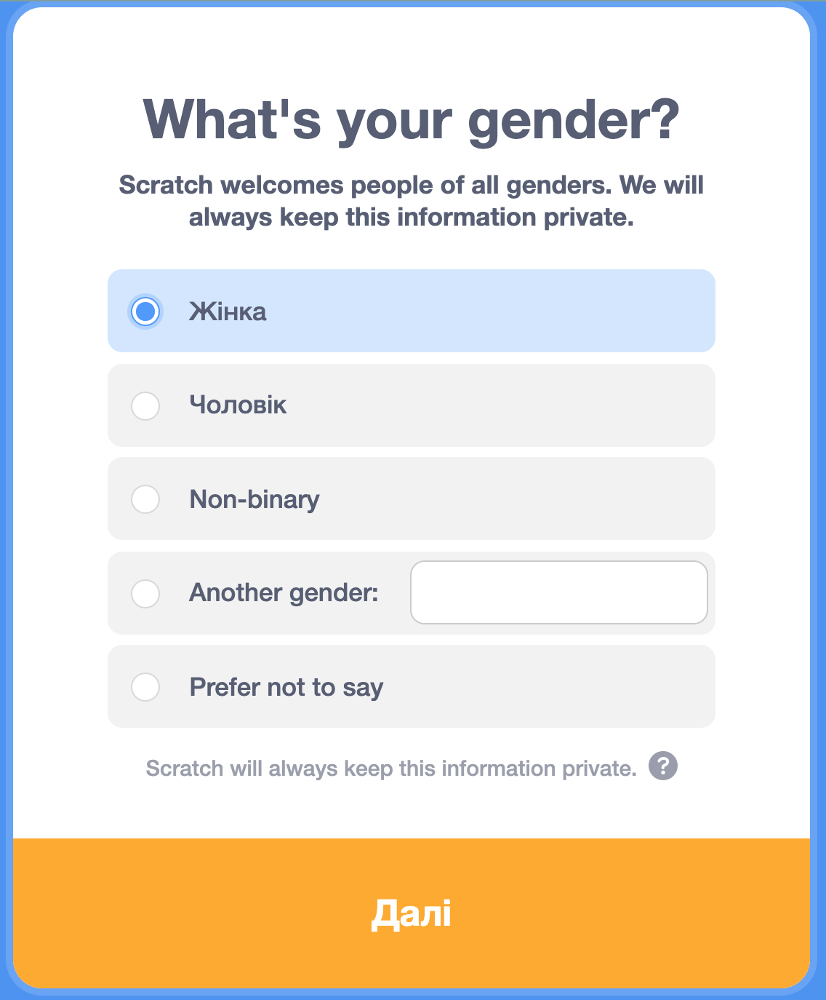 What's your gender?
Scratch welcomes people of all genders. We will
always keep this information private.
Жінка
Чоловік
Non-binary
Another gender:
Prefer not to say
Scratch will always keep this information private. ?
Далі